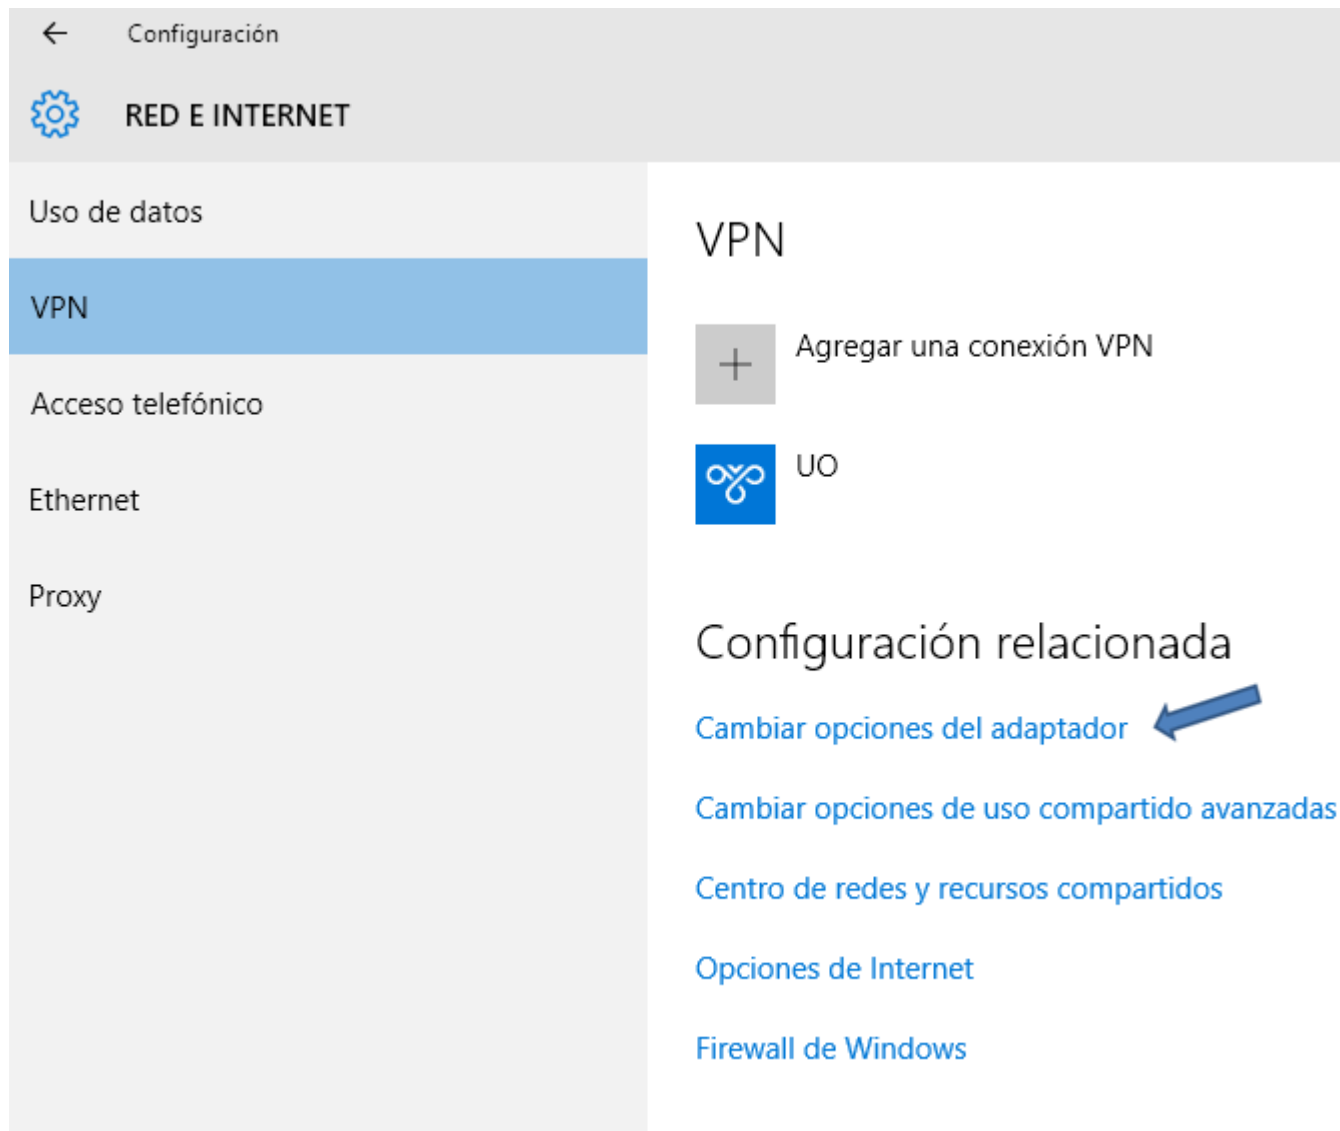 Configuración
RED E INTERNET
Uso de datos
VPN
Acceso telefónico
Ethernet
Proxy
VPN
Agregar una conexión VPN
UO
Configuración relacionada
Cambiar opciones del adaptador
Cambiar opciones de uso compartido avanzadas
Centro de redes y recursos compartidos
Opciones de Internet
Firewall de Windows